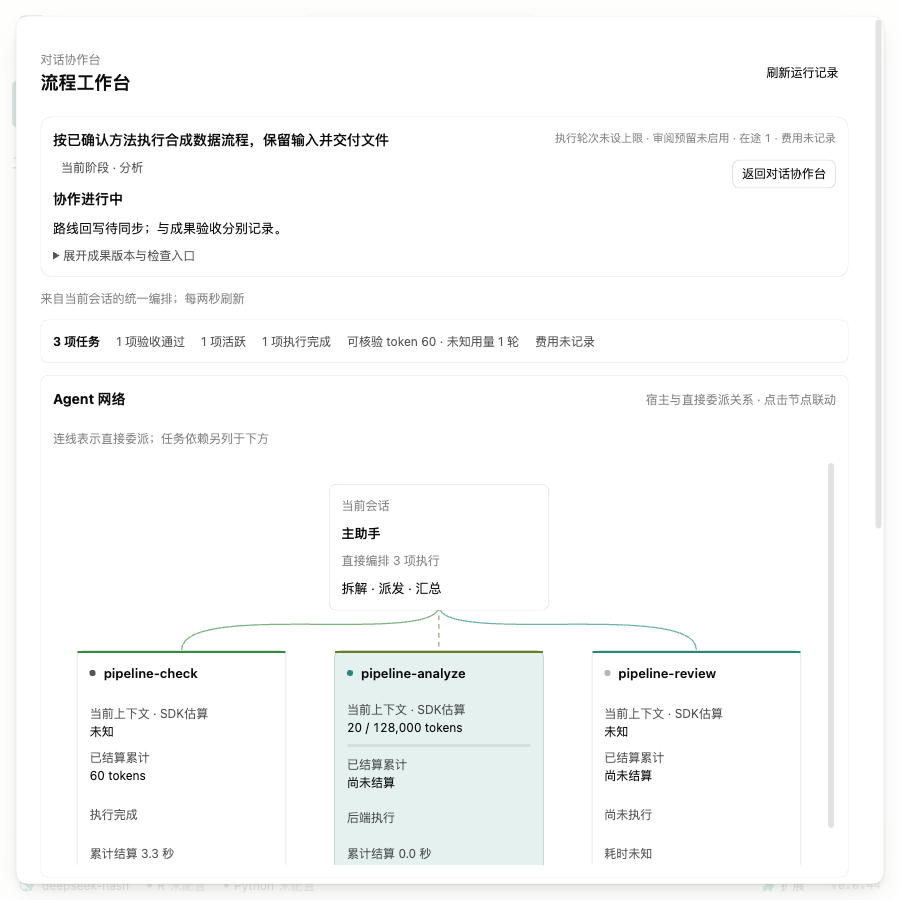 对话协作台
流程工作台
刷新运行记录
按已确认方法执行合成数据流程，保留输入并交付文件
执行轮次未设上限 · 审阅预留未启用 · 在途 1 · 费用未记录
当前阶段 · 分析
返回对话协作台
协作进行中
路线回写待同步；与成果验收分别记录。
展开成果版本与检查入口
来自当前会话的统一编排；每两秒刷新
3 项任务 1 项验收通过 1 项活跃 1 项执行完成 可核验 token 60 · 未知用量 1 轮 费用未记录
Agent 网络
宿主与直接委派关系 · 点击节点联动
连线表示直接委派；任务依赖另列于下方
当前会话
主助手
直接编排 3 项执行
拆解 · 派发 · 汇总
pipeline-check
当前上下文 · SDK估算
未知
已结算累计
60 tokens
执行完成
累计结算 3.3 秒
pipeline-analyze
当前上下文 · SDK估算
20 / 128,000 tokens
已结算累计
尚未结算
后端执行
累计结算 0.0 秒
pipeline-review
当前上下文 · SDK估算
未知
已结算累计
尚未结算
尚未执行
耗时未知